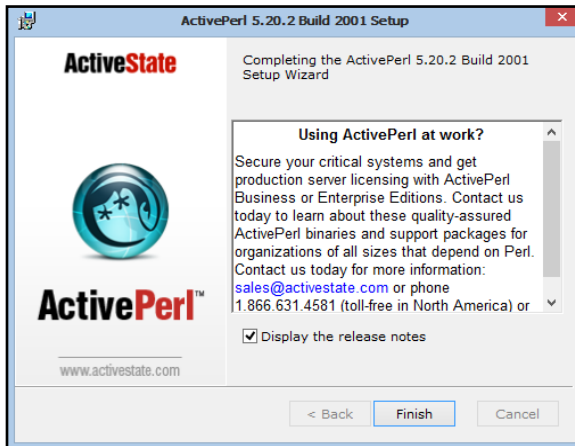 ActivePerl 5.20.2 Build 2001 Setup
ActiveState
Completing the ActivePerl 5.20.2 Build 2001
Setup Wizard
Using ActivePerl at work?
Secure your critical systems and get
production server licensing with ActivePerl
Business or Enterprise Editions. Contact us
today to learn about these quality-assured
ActivePerl binaries and support packages for
organizations of all sizes that depend on Perl.
Contact us today for more information:
sales@activestate.com or phone
1.866.631.4581 (toll-free in North America) or
ActivePerl™
www.activestate.com
Display the release notes
< Back
Finish
Cancel